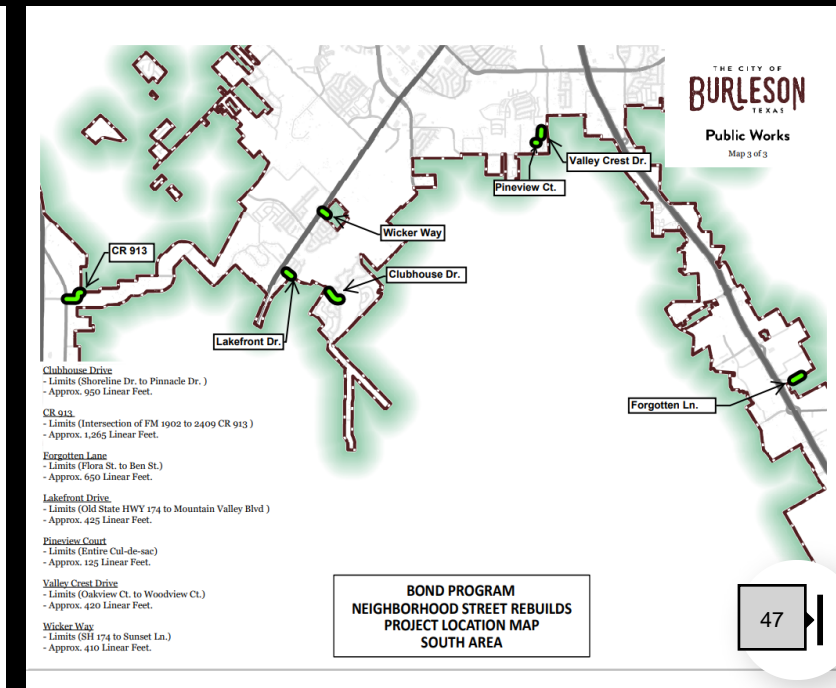 THE CITY OF
BURLESON
TEXAS
Public Works
Map 3 of 3
Valley Crest Dr.
Pineview Ct.
Wicker Way
CR 913
Clubhouse Dr.
Lakefront Dr.
Forgotten Ln.
Clubhouse Drive
- Limits (Shoreline Dr. to Pinnacle Dr. )
- Approx. 950 Linear Feet.
CR 913
- Limits (Intersection of FM 1902 to 2409 CR 913 )
- Approx. 1,265 Linear Feet.
Forgotten Lane
- Limits (Flora St. to Ben St.)
- Approx. 650 Linear Feet.
Lakefront Drive
- Limits (Old State HWY 174 to Mountain Valley Blvd )
- Approx. 425 Linear Feet.
Pineview Court
- Limits (Entire Cul-de-sac)
- Approx. 125 Linear Feet.
Valley Crest Drive
- Limits (Oakview Ct. to Woodview Ct.)
- Approx. 420 Linear Feet.
Wicker Way
- Limits (SH 174 to Sunset Ln.)
- Approx. 410 Linear Feet.
BOND PROGRAM
NEIGHBORHOOD STREET REBUILDS
PROJECT LOCATION MAP
SOUTH AREA
47